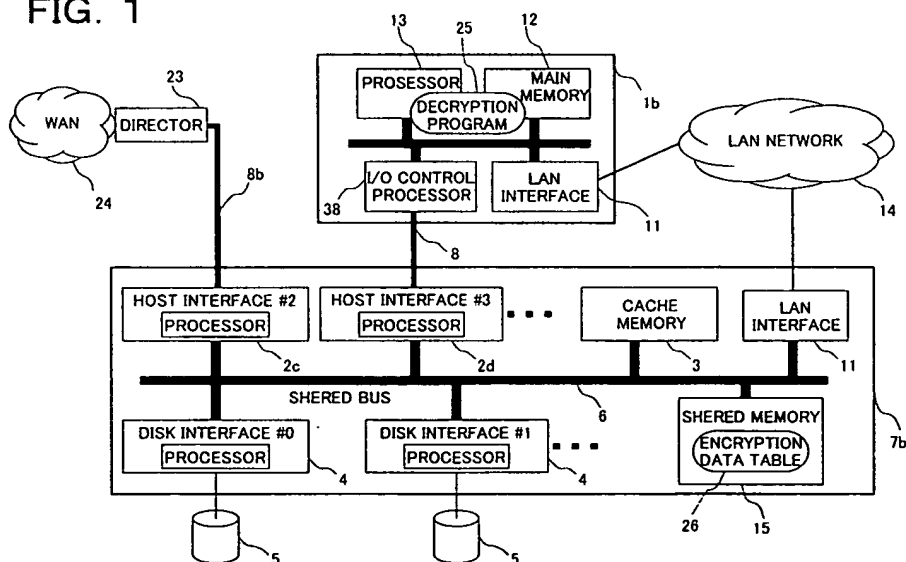 FIG. 1
13
25
12
PROSESSOR
MAIN
MEMORY
DECRYPTION
PROGRAM
1b
23
WAN
DIRECTOR
LAN NETWORK
24
8b
I/O CONTROL
PROCESSOR
LAN
INTERFACE
38
11
14
8
HOST INTERFACE #2
PROCESSOR
HOST INTERFACE #3
PROCESSOR
CACHE
MEMORY
LAN
INTERFACE
2c
2d
3
11
SHERED BUS
6
DISK INTERFACE #0
PROCESSOR
DISK INTERFACE #1
PROCESSOR
SHERED MEMORY
ENCRYPTION
DATA TABLE
7b
4
4
26
15
5
5